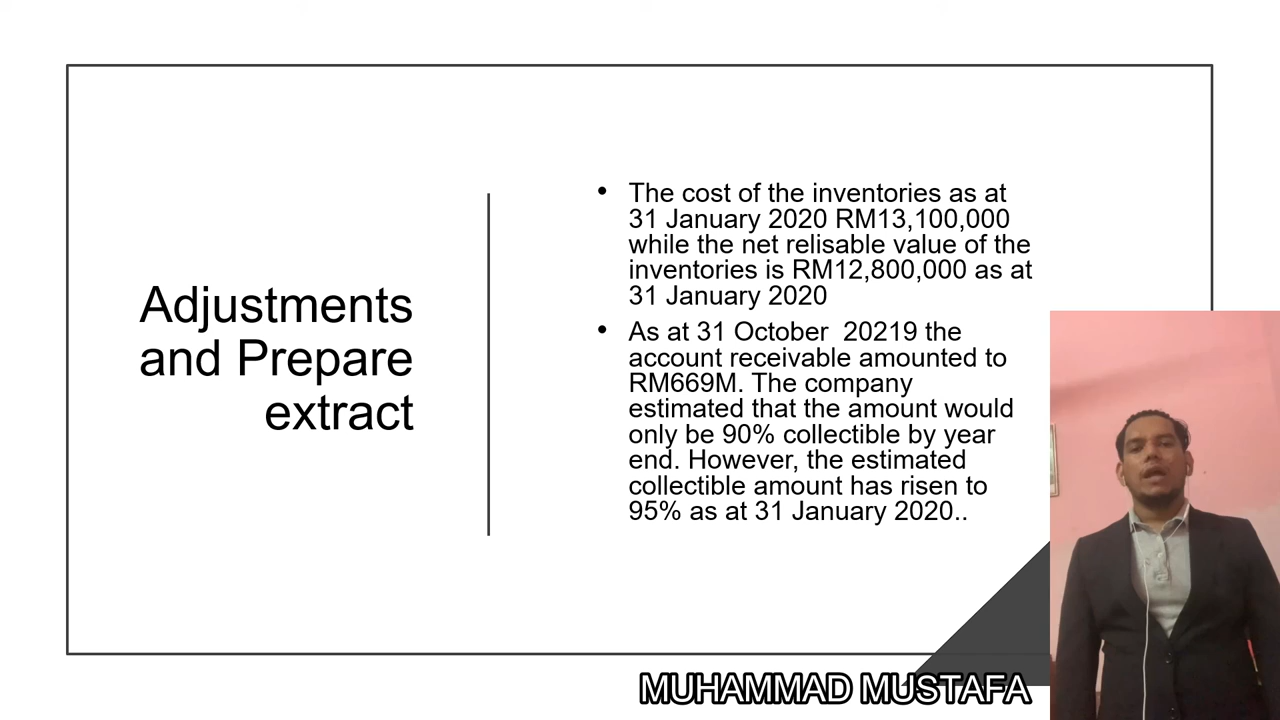 Adjustments
and Prepare
extract
• The cost of the inventories as at
31 January 2020 RM13,100,000
while the net relisable value of the
inventories is RM12,800,000 as at
31 January 2020
• As at 31 October  20219 the
account receivable amounted to
RM669M. The company
estimated that the amount would
only be 90% collectible by year
end. However, the estimated
collectible amount has risen to
95% as at 31 January 2020..
MUHAMMAD MUSTAFA